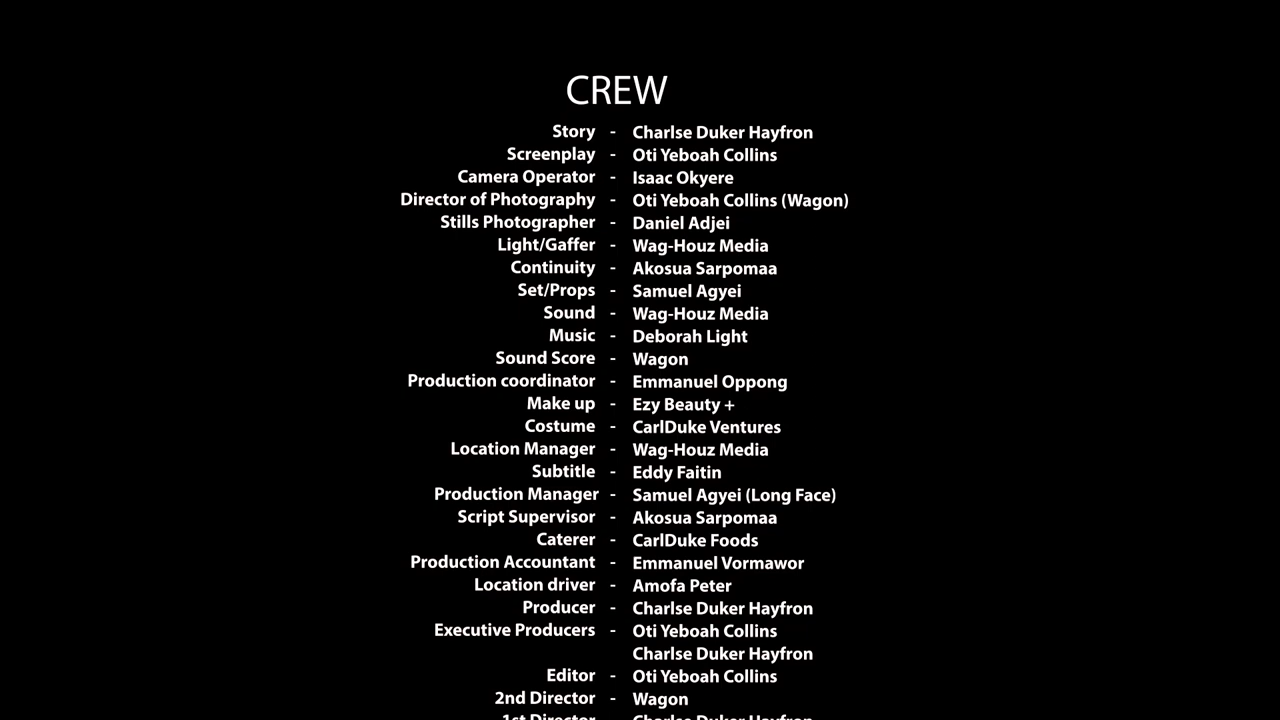 CREW
Story - Charlse Duker Hayfron
Screenplay - Oti Yeboah Collins
Camera Operator - Isaac Okyere
Director of Photography - Oti Yeboah Collins (Wagon)
Stills Photographer - Daniel Adjei
Light/Gaffer - Wag-Houz Media
Continuity - Akosua Sarpomaa
Set/Props - Samuel Agyei
Sound - Wag-Houz Media
Music - Deborah Light
Sound Score - Wagon
Production coordinator - Emmanuel Oppong
Make up - Ezy Beauty +
Costume - CarlDuke Ventures
Location Manager - Wag-Houz Media
Subtitle - Eddy Faitin
Production Manager - Samuel Agyei (Long Face)
Script Supervisor - Akosua Sarpomaa
Caterer - CarlDuke Foods
Production Accountant - Emmanuel Vormawor
Location driver - Amofa Peter
Producer - Charlse Duker Hayfron
Executive Producers - Oti Yeboah Collins
Charlse Duker Hayfron
Editor - Oti Yeboah Collins
2nd Director - Wagon
1st Director - Charlse Duker Hayfron